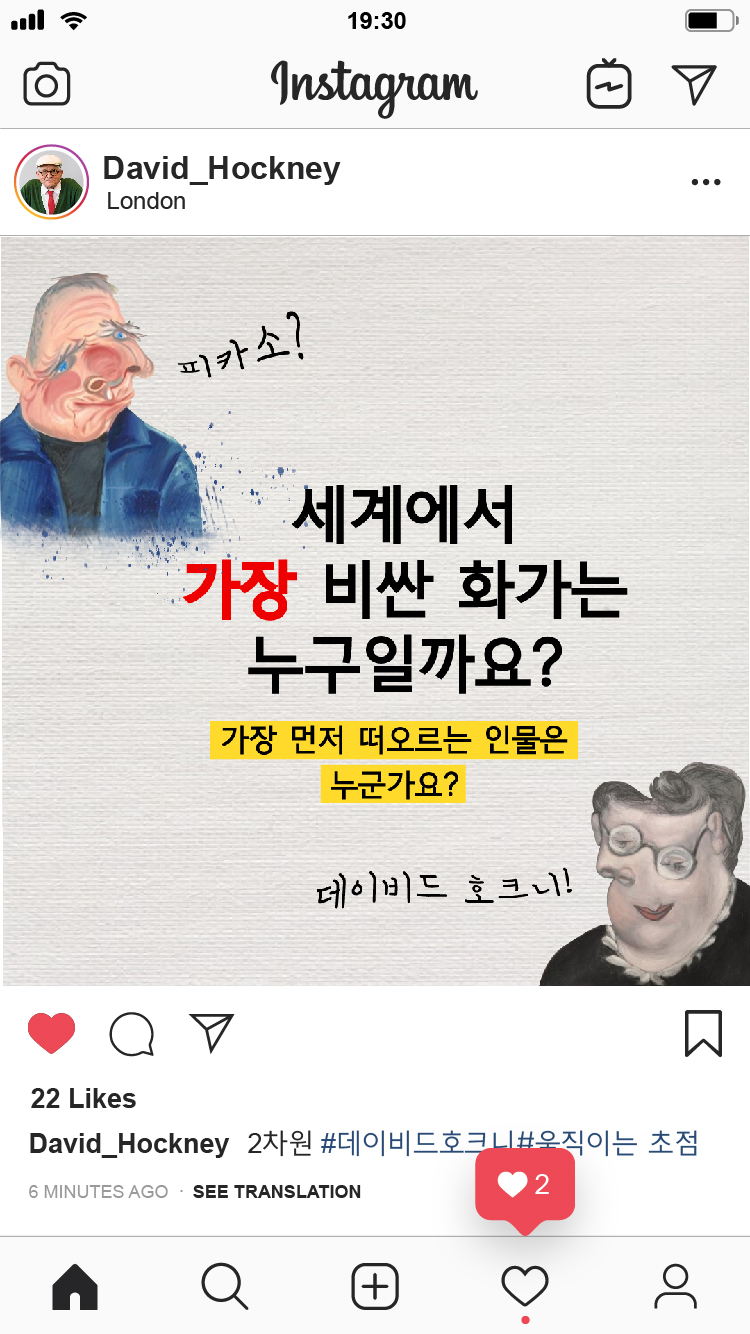 19:30
Instagram
David_Hockney
London
피카소?
세계에서
가장 비싼 화가는
누구일까요?
가장 먼저 떠오르는 인물은
누군가요?
데이비드 호크니!
22 Likes
David_Hockney 2차원 #데이비드호크니#움직이는 초점
6 MINUTES AGO · SEE TRANSLATION
2